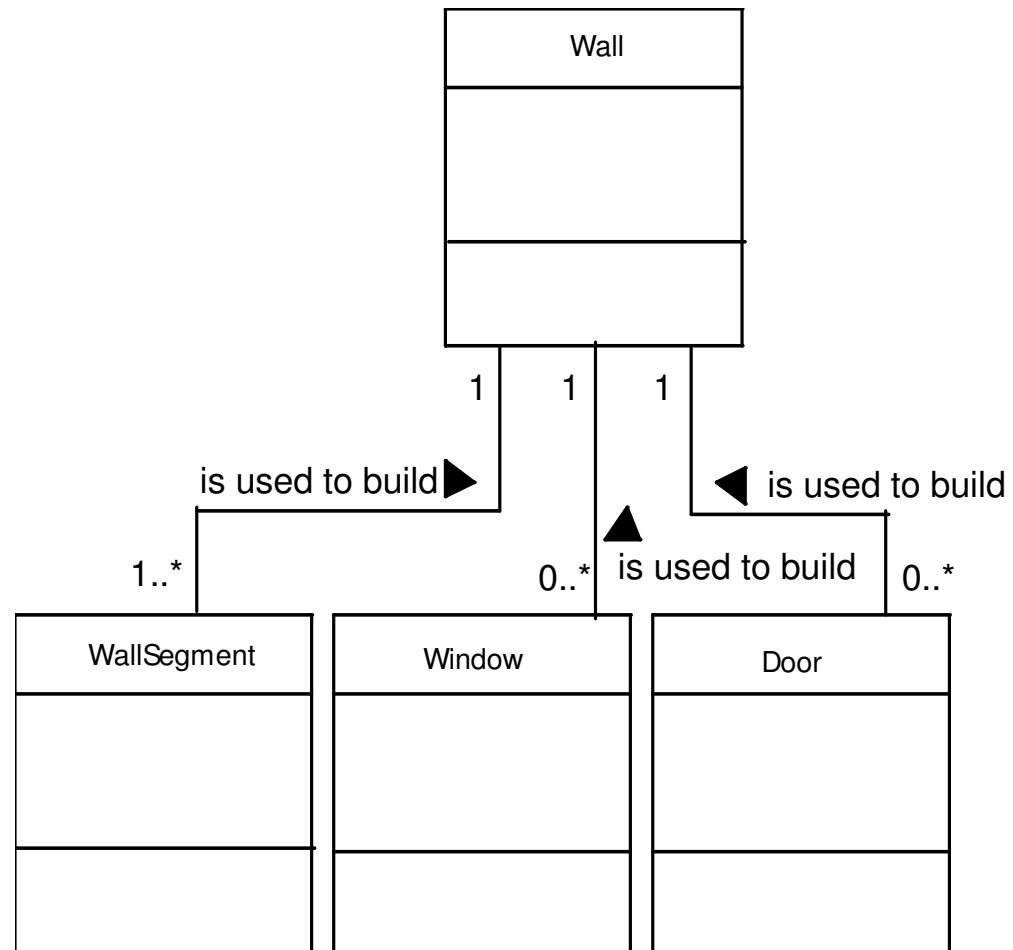 Wall
1 1 1
is used to build
is used to build
is used to build
1..*
0..*
0..*
WallSegment
Window
Door